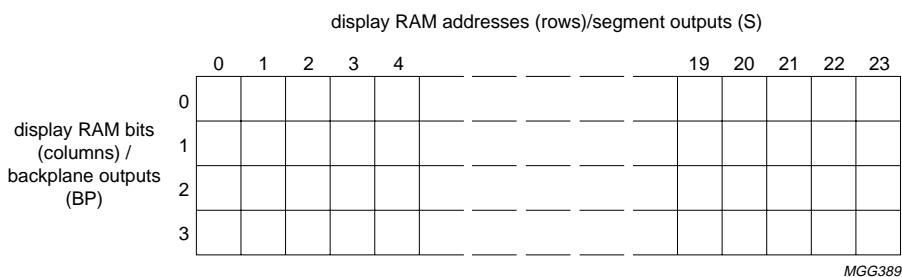 display RAM addresses (rows)/segment outputs (S)
0 1 2 3 4 19 20 21 22 23
0
display RAM bits
1
(columns) /
backplane outputs
2
(BP)
3
MGG389